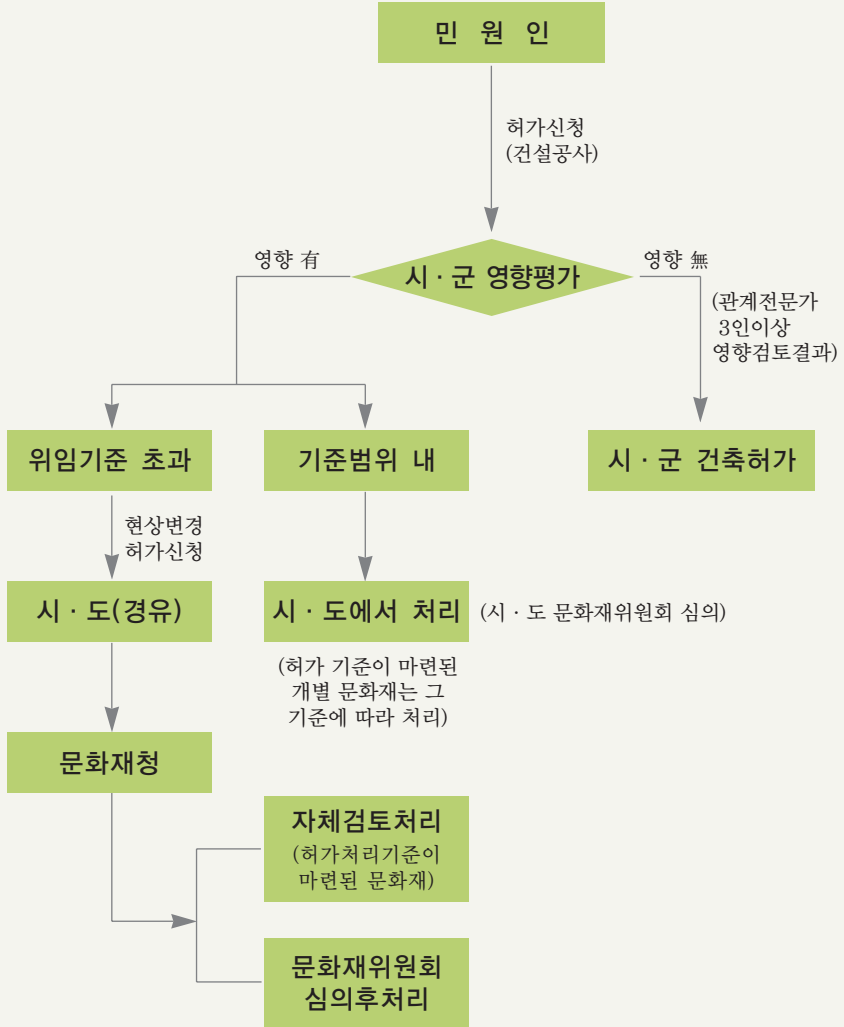 민 원 인
허가신청
(건설공사)
영향 有
시 · 군 영향평가
영향 無
(관계전문가
3인이상
영향검토결과)
위임기준 초과
기준범위 내
시 · 군 건축허가
현상변경
허가신청
시 · 도(경유)
시 · 도에서 처리
(시 · 도 문화재위원회 심의)
(허가 기준이 마련된
개별 문화재는 그
기준에 따라 처리)
문화재청
자체검토처리
(허가처리기준이
마련된 문화재)
문화재위원회
심의후처리